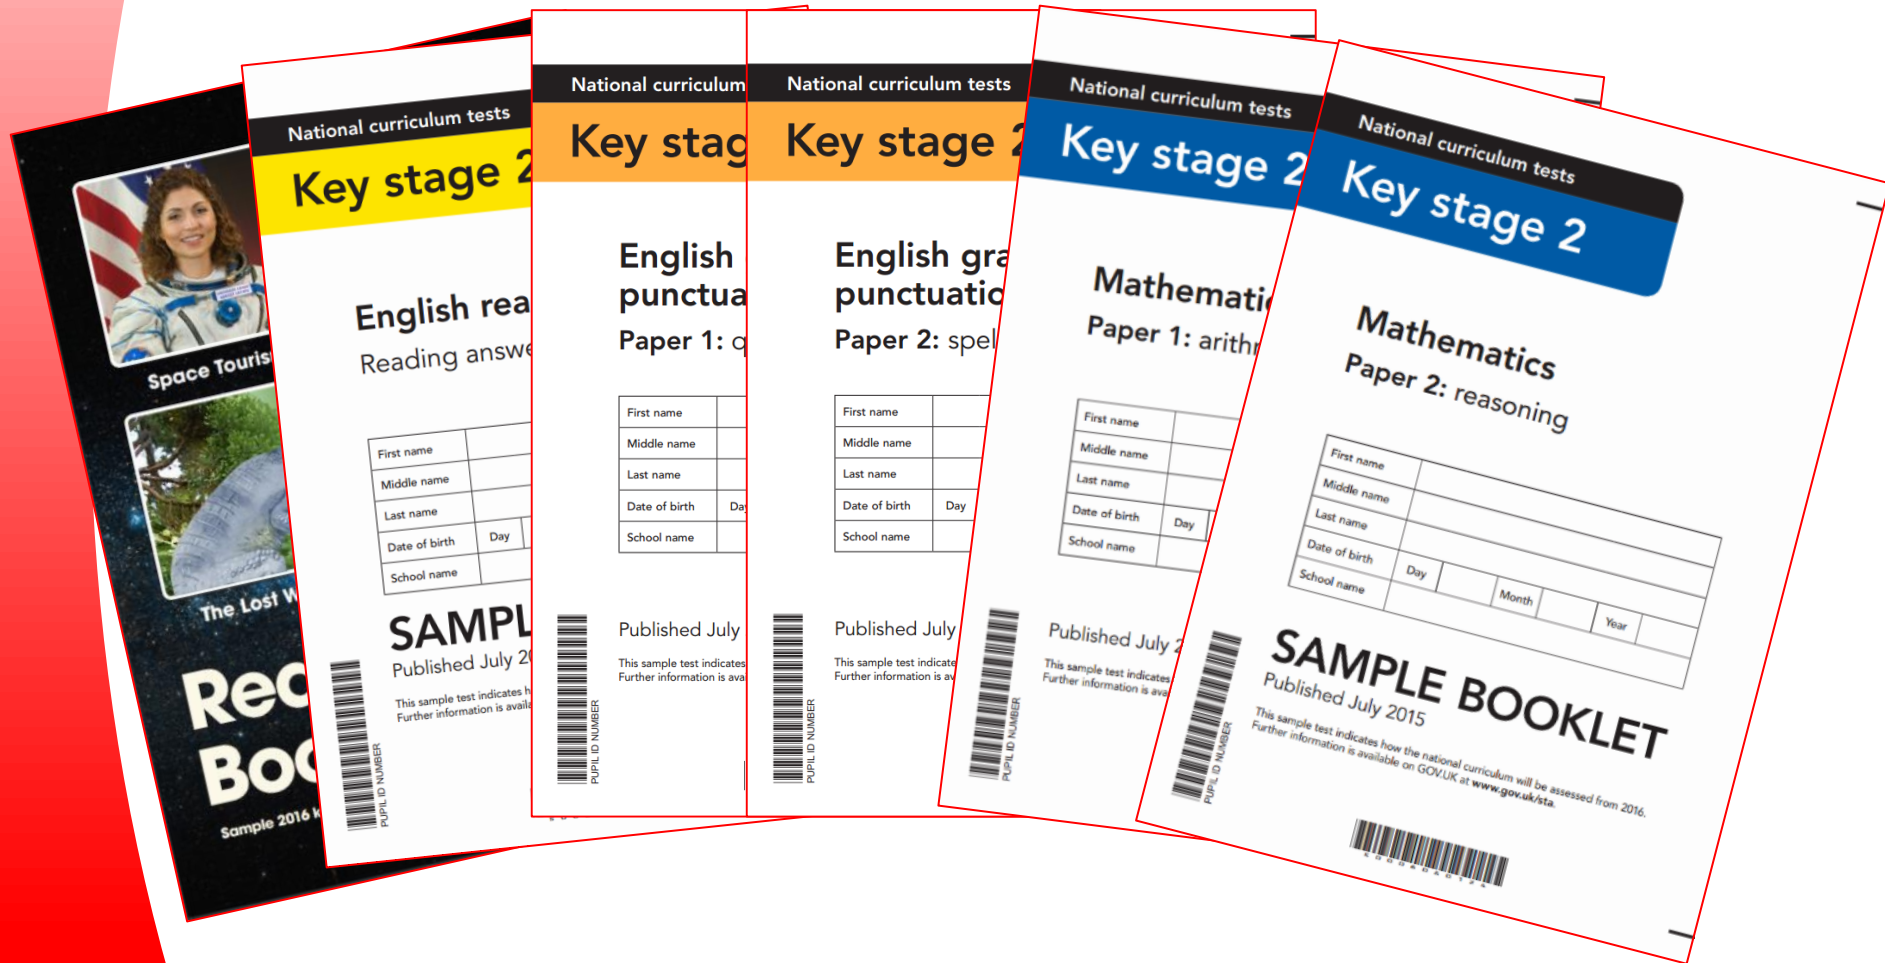 Space Touris
The Lost W
Rea
Boo
Sample 2016 k
National curriculum tests
Key stage 2
English rea
Reading answe
First name
Middle name
Last name
Date of birth Day
School name
SAMPL
Published July 20
This sample test indicates h
Further information is availa
PUPIL ID NUMBER
National curriculum
Key stag
English
punctua
Paper 1: q
First name
Middle name
Last name
Date of birth Day
School name
Published July
This sample test indicates
Further information is ava
PUPIL ID NUMBER
National curriculum tests
Key stage 2
English gra
punctuatio
Paper 2: spel
First name
Middle name
Last name
Date of birth Day
School name
Published July
This sample test indicate
Further information is av
PUPIL ID NUMBER
National curriculum tests
Key stage 2
Mathematic
Paper 1: arith
First name
Middle name
Last name
Date of birth Day
School name
Published July 2
This sample test indicates
Further information is ava
PUPIL ID NUMBER
National curriculum tests
Key stage 2
Mathematics
Paper 2: reasoning
First name
Middle name
Last name
Date of birth Day Month Year
School name
SAMPLE BOOKLET
Published July 2015
This sample test indicates how the national curriculum will be assessed from 2016.
Further information is available on GOV.UK at www.gov.uk/sta.
PUPIL ID NUMBER